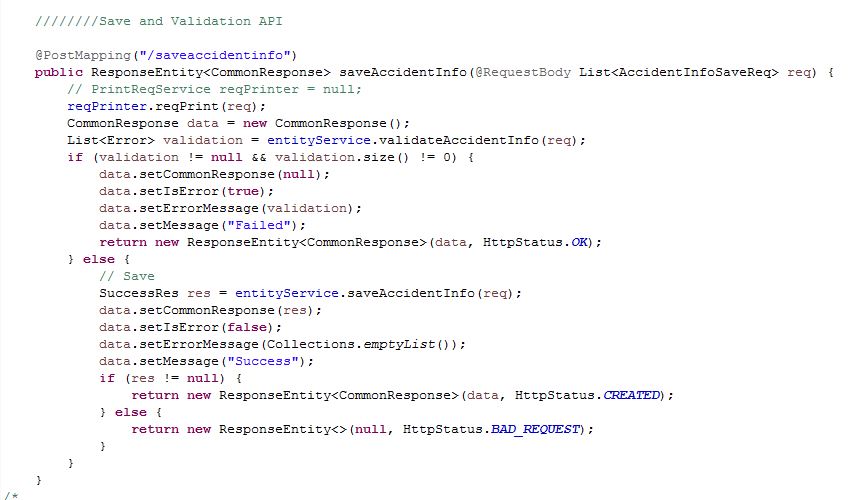 ////////Save and Validation API
@PostMapping("/saveaccidentinfo")
public ResponseEntity<CommonResponse> saveAccidentInfo(@RequestBody List<AccidentInfoSaveReq> req) {
// PrintReqService reqPrinter = null;
reqPrinter.reqPrint(req);
CommonResponse data = new CommonResponse();
List<Error> validation = entityService.validateAccidentInfo(req);
if (validation != null && validation.size() != 0) {
data.setCommonResponse(null);
data.setIsError(true);
data.setErrorMessage(validation);
data.setMessage("Failed");
return new ResponseEntity<CommonResponse>(data, HttpStatus.OK);
} else {
// Save
SuccessRes res = entityService.saveAccidentInfo(req);
data.setCommonResponse(res);
data.setIsError(false);
data.setErrorMessage(Collections.emptyList());
data.setMessage("Success");
if (res != null) {
return new ResponseEntity<CommonResponse>(data, HttpStatus.CREATED);
} else {
return new ResponseEntity<>(null, HttpStatus.BAD_REQUEST);
}
}
}
/*